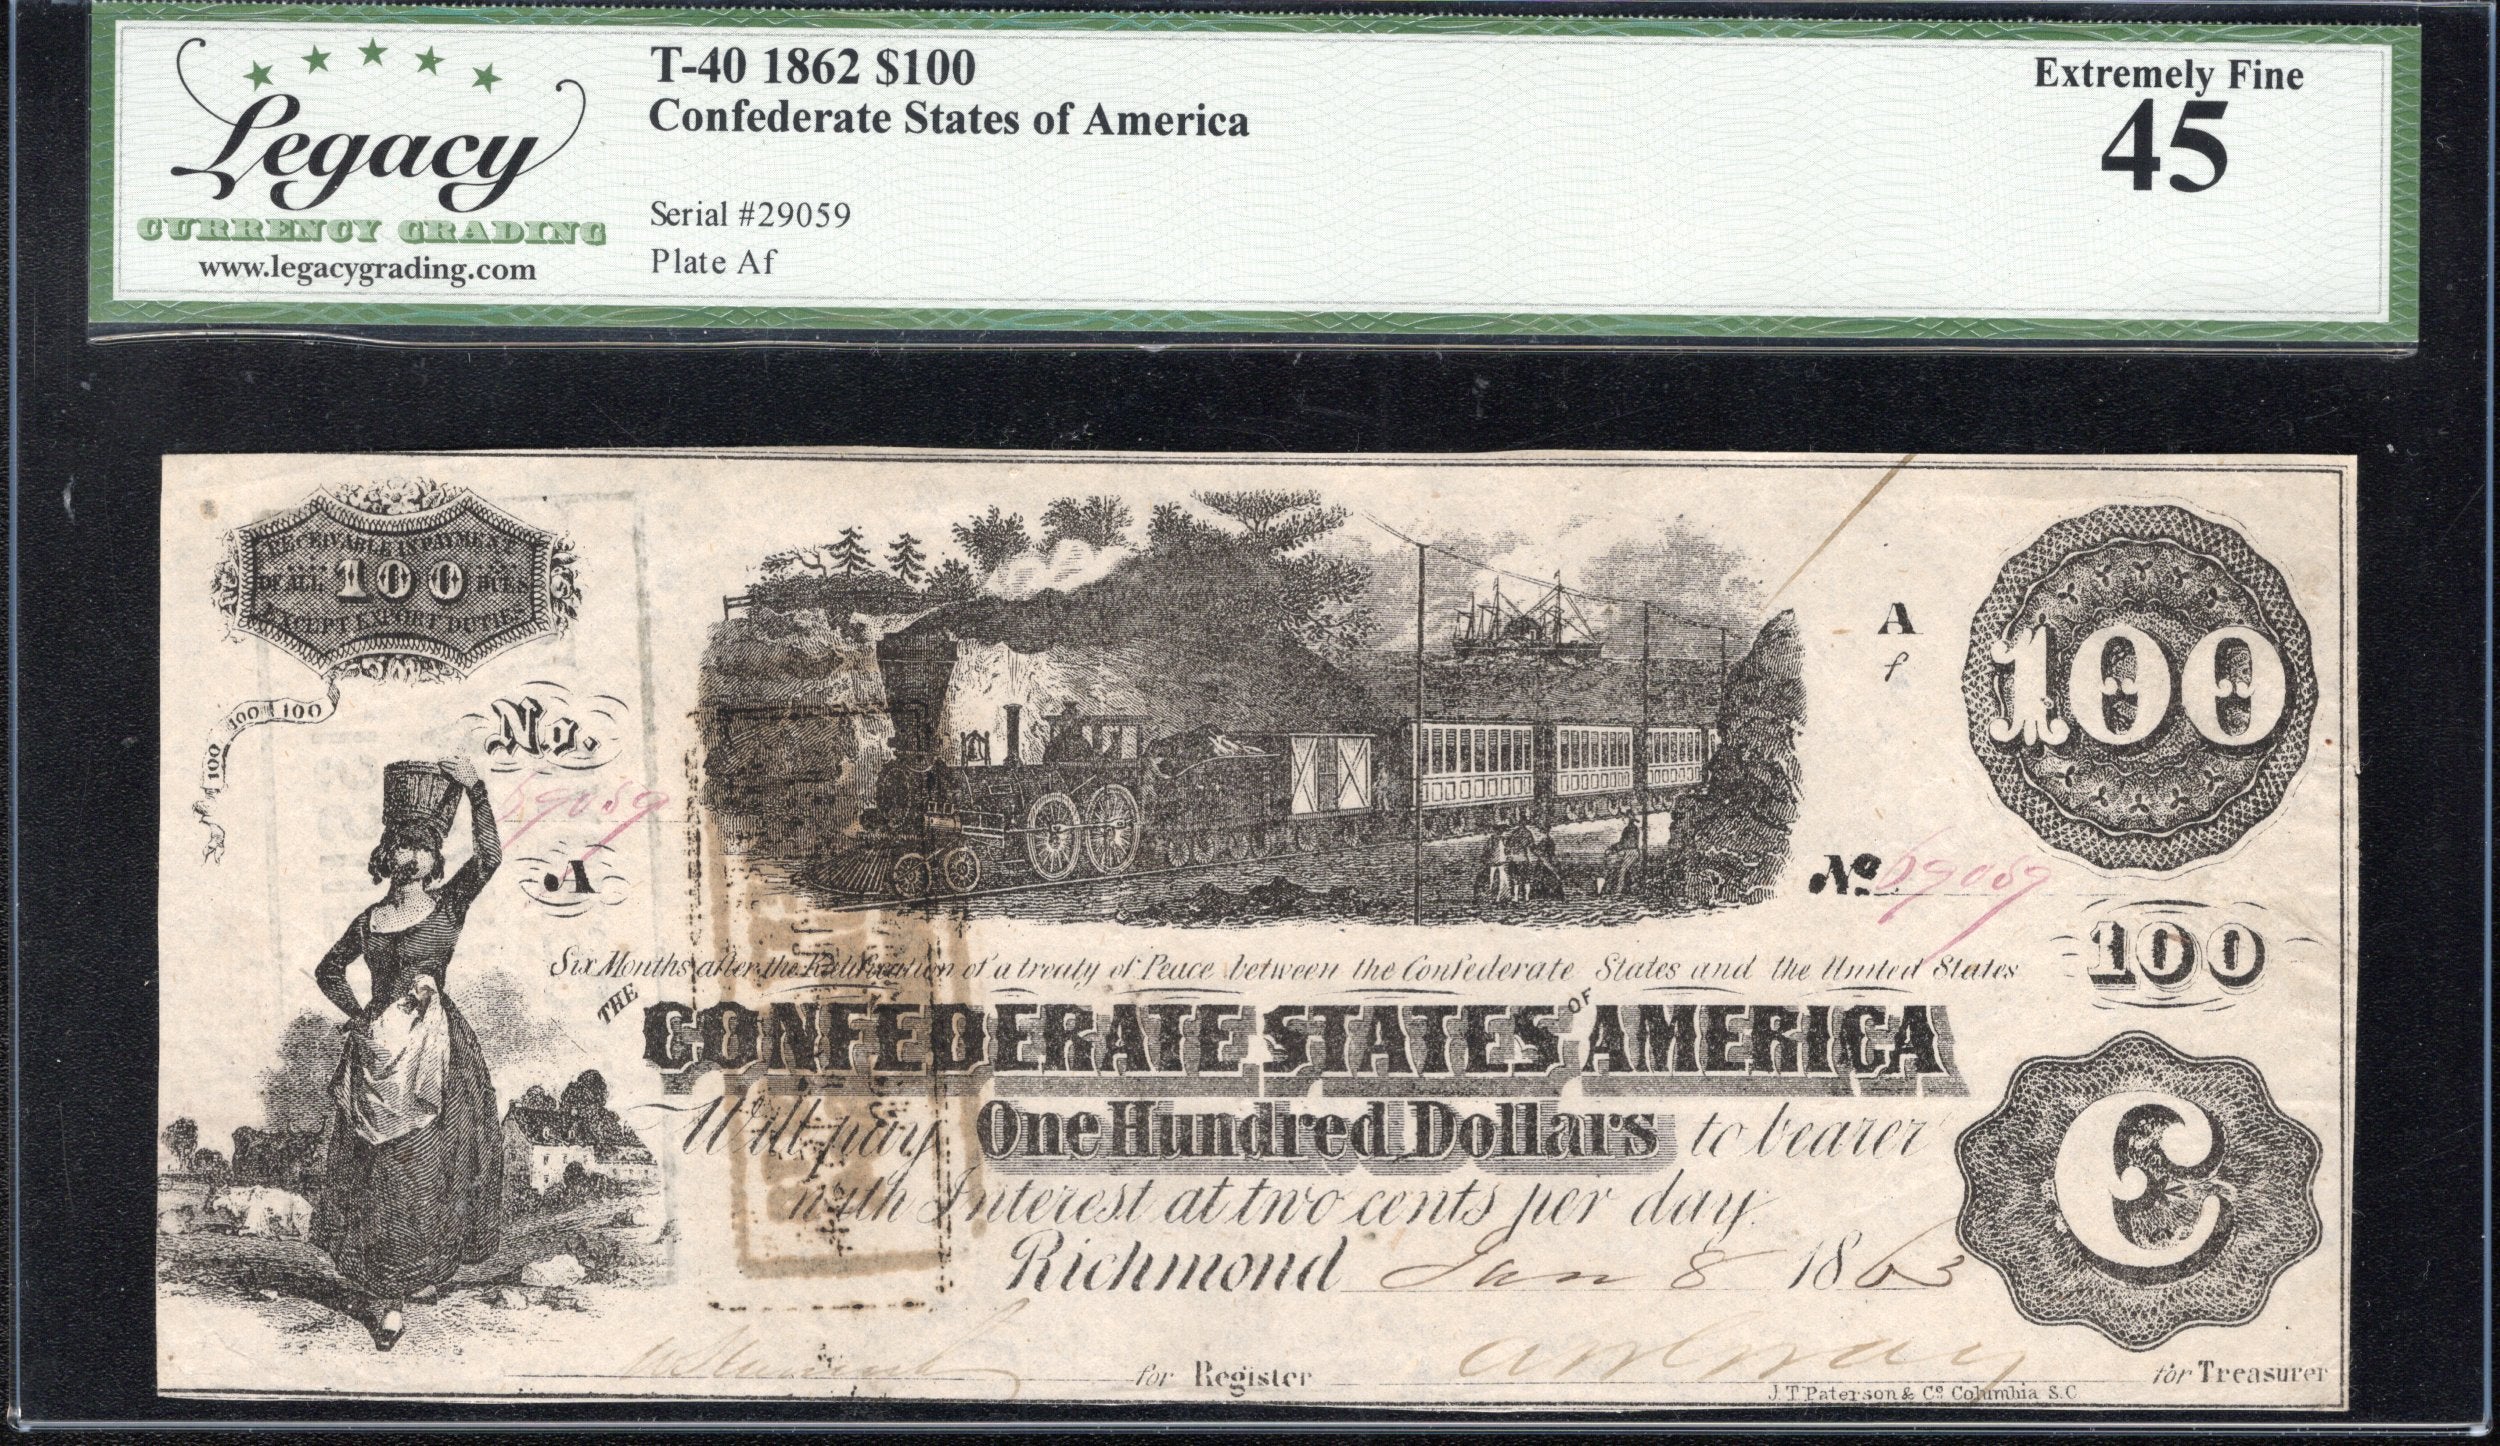 Legacy
CURRENCY GRADING
www.legacygrading.com
T-40 1862 $100
Confederate States of America
Serial #29059
Plate Af
Extremely Fine
45
RECEIVABLE IN PAYMENT
OF ALL 100 DUES
EXCEPT EXPORT DUTIES
100 100 100
No.
59059
A
A
f
100
No. 59059
100
Six Months after the Ratification of a treaty of Peace between the Confederate States and the United States
THE CONFEDERATE STATES OF AMERICA
Will pay One Hundred Dollars to bearer
with Interest at two cents per day.
Richmond Jan 8 1863
C
for Register
for Treasurer
J.T. Paterson & Co. Columbia S.C